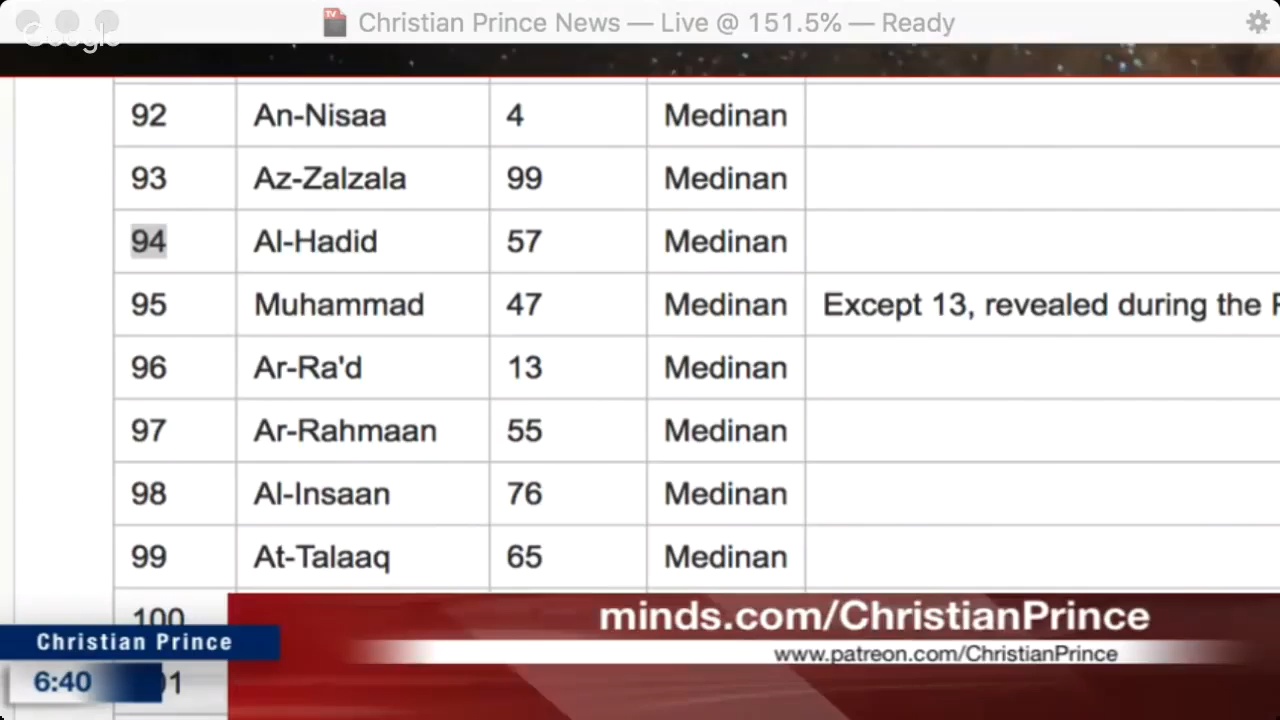 Christian Prince News — Live @ 151.5% — Ready
Google
92 An-Nisaa 4 Medinan
93 Az-Zalzala 99 Medinan
94 Al-Hadid 57 Medinan
95 Muhammad 47 Medinan Except 13, revealed during the
96 Ar-Ra'd 13 Medinan
97 Ar-Rahmaan 55 Medinan
98 Al-Insaan 76 Medinan
99 At-Talaaq 65 Medinan
100
minds.com/ChristianPrince
Christian Prince
www.patreon.com/ChristianPrince
6:40